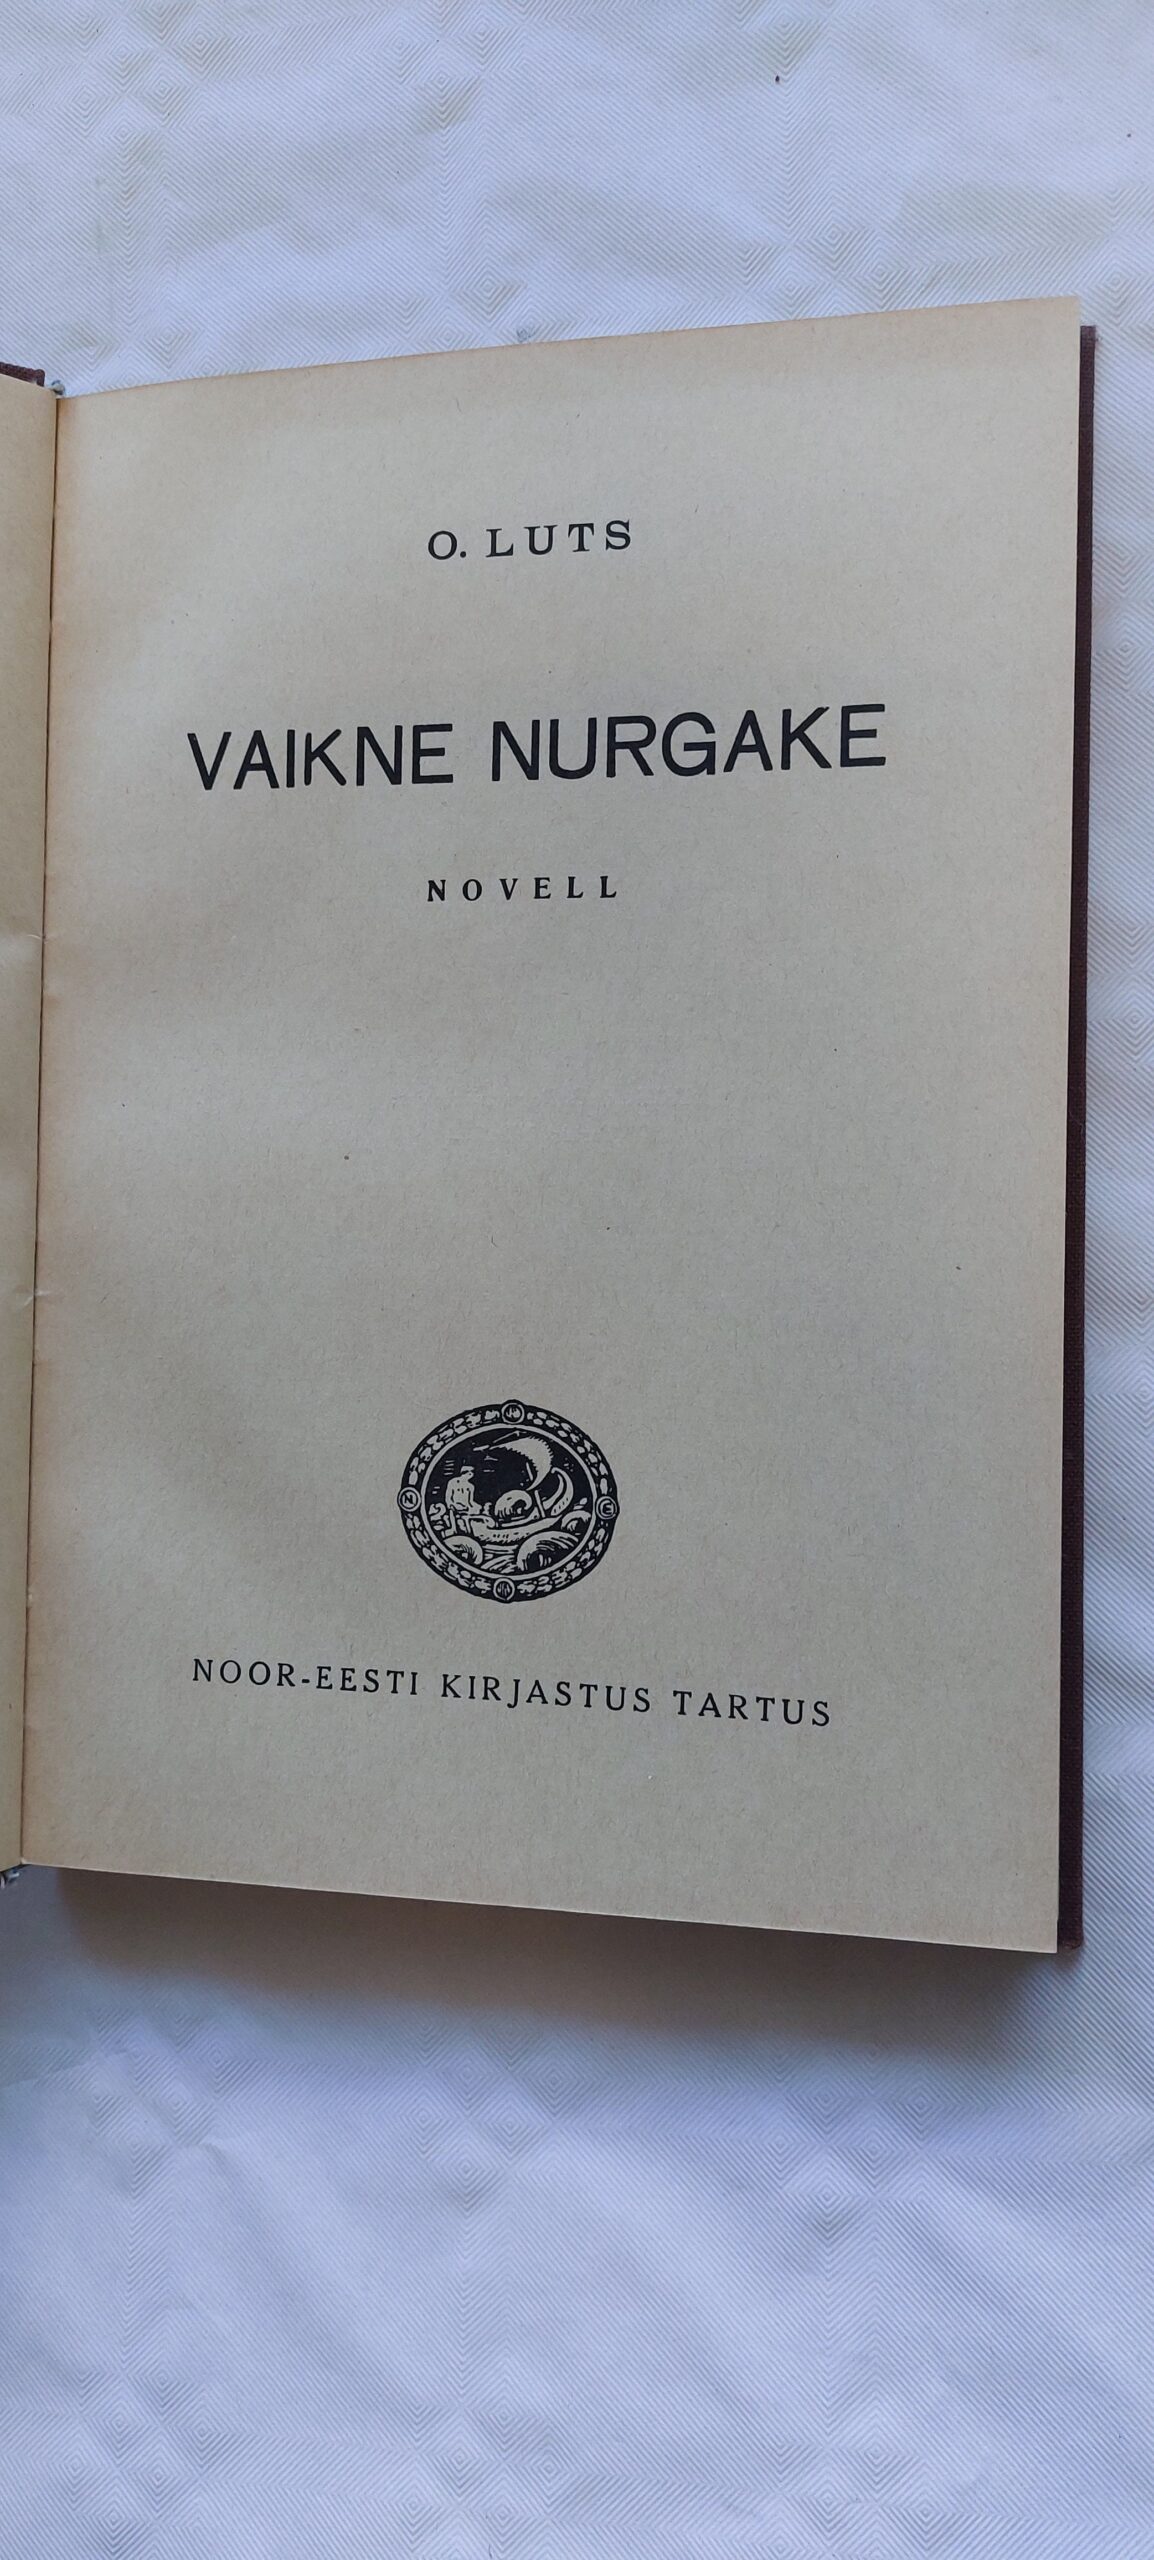 O. LUTS
VAIKNE NURGAKE
NOVELL
NOOR-EESTI KIRJASTUS TARTUS